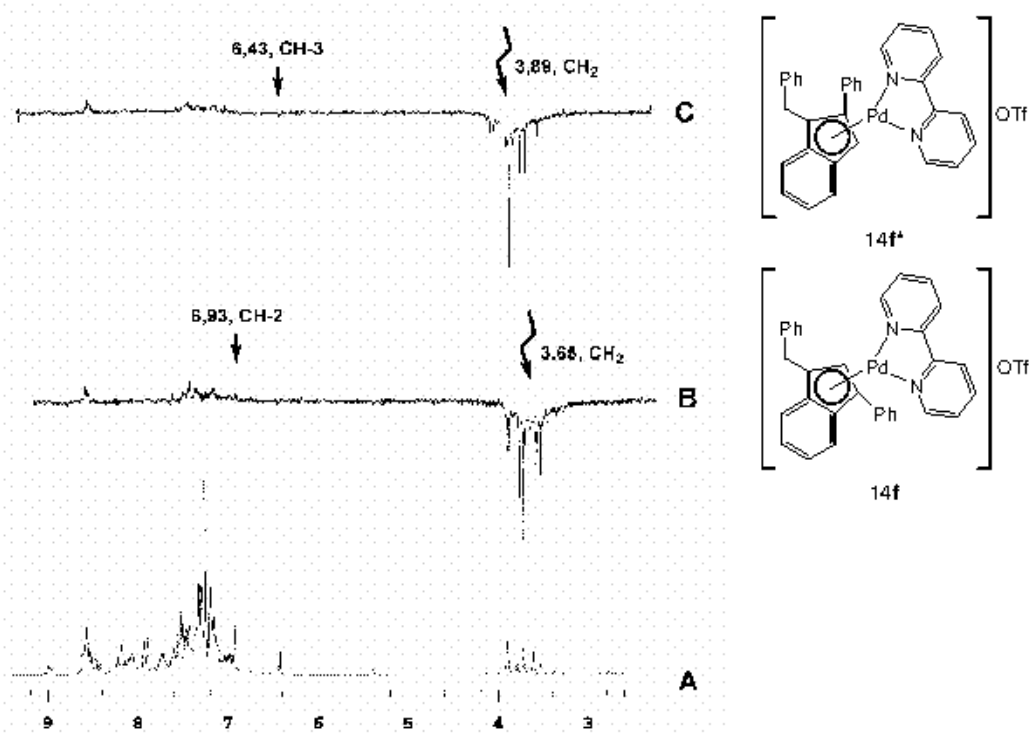 6,43, CH-3
3,89, CH2
C
Ph
Ph
N
Pd
N
OTf
14f*
6,93, CH-2
3.68, CH2
B
Ph
N
Pd
N
OTf
Ph
14f
A
9 8 7 6 5 4 3